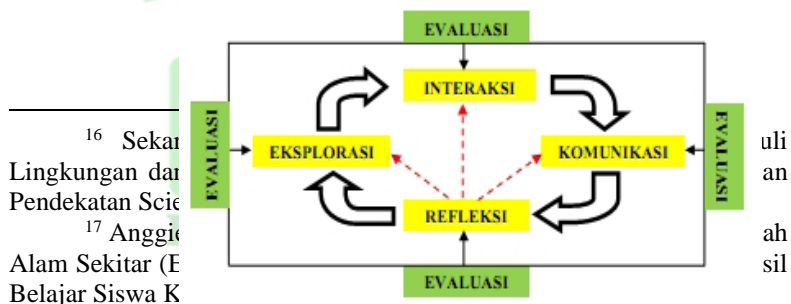 EVALUASI
INTERAKSI
EVALUASI
EKSPLORASI
KOMUNIKASI
EVALUASI
REFLEKSI
EVALUASI
16 Sekar
uli
Lingkungan dan
an
Pendekatan Scie
17 Anggie
ah
Alam Sekitar (E
sil
Belajar Siswa K